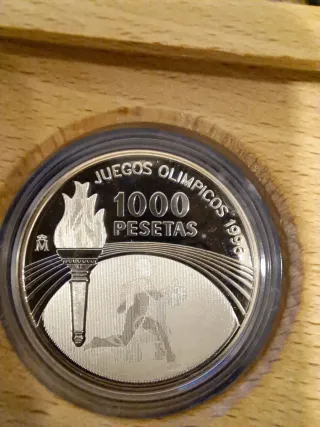 JUEGOS OLIMPICOS 1996
1000
PESETAS
M